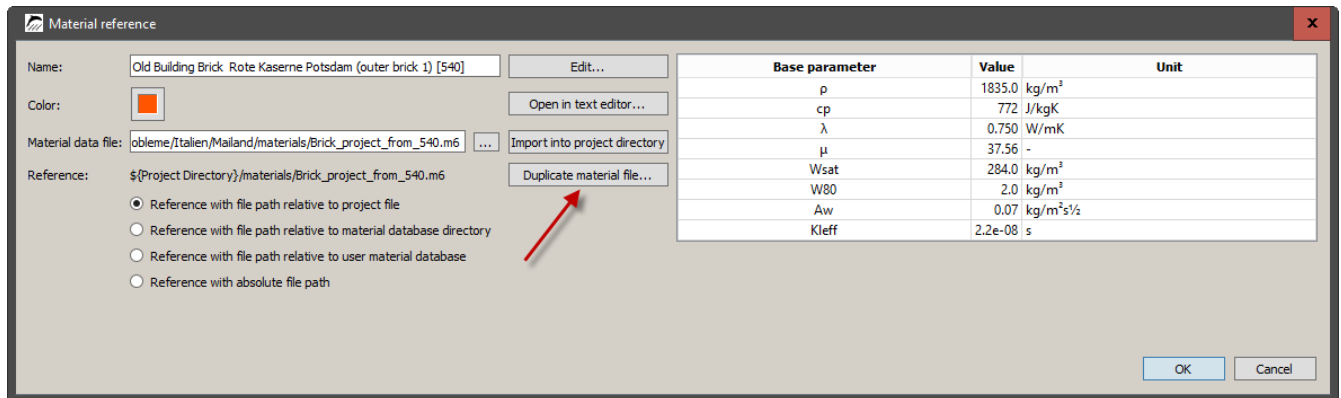 Material reference
x
Name: Old Building Brick Rote Kaserne Potsdam (outer brick 1) [540] Edit...
Color: Open in text editor...
Material data file: obleme/Italien/Mailand/materials/Brick_project_from_540.m6 ... Import into project directory
Reference: ${Project Directory}/materials/Brick_project_from_540.m6 Duplicate material file...
Reference with file path relative to project file
Reference with file path relative to material database directory
Reference with file path relative to user material database
Reference with absolute file path
Base parameter Value Unit
ρ 1835.0 kg/m³
cp 772 J/kgK
λ 0.750 W/mK
μ 37.56 -
Wsat 284.0 kg/m³
W80 2.0 kg/m³
Aw 0.07 kg/m²s½
Kleff 2.2e-08 s
OK Cancel